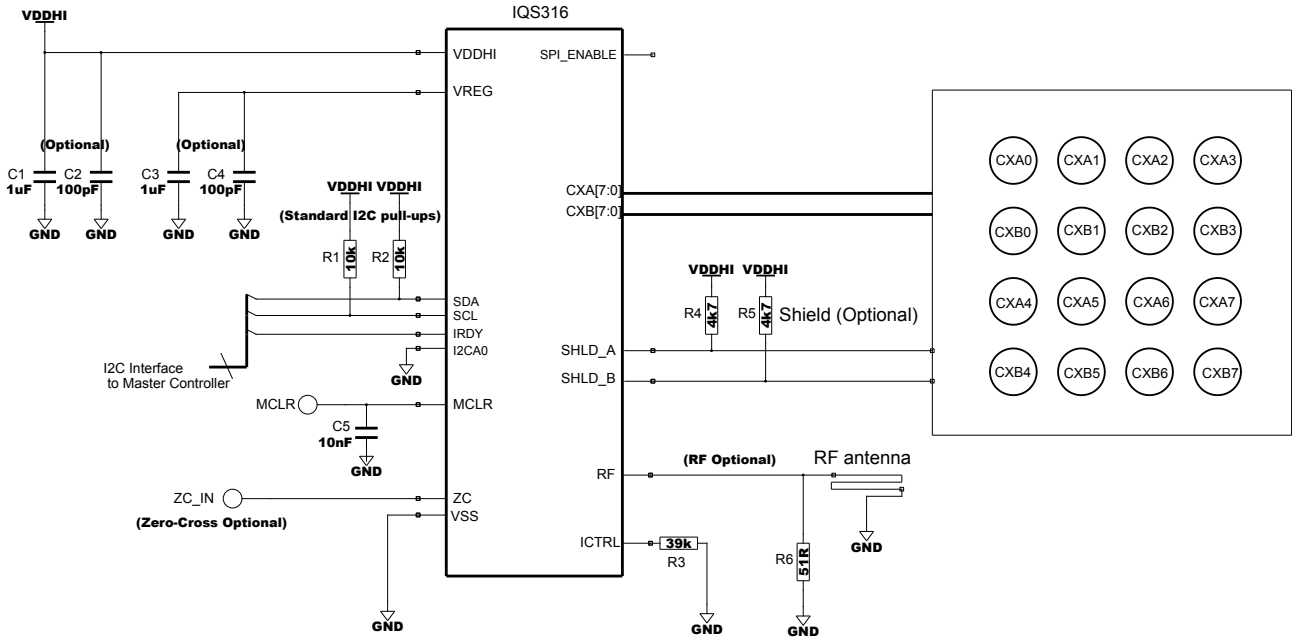 IQS316
VDDHI
VDDHI
SPI_ENABLE
VREG
(Optional)
(Optional)
C1
1uF
C2
100pF
C3
1uF
C4
100pF
GND
GND
GND
GND
VDDHI
VDDHI
(Standard I2C pull-ups)
R1
10k
R2
10k
SDA
SCL
IRDY
I2CA0
GND
I2C Interface
to Master Controller
MCLR
MCLR
C5
10nF
GND
ZC_IN
ZC
(Zero-Cross Optional)
VSS
GND
CXA[7:0]
CXB[7:0]
VDDHI
VDDHI
R4
4k7
R5
4k7
Shield (Optional)
SHLD_A
SHLD_B
RF
(RF Optional)
RF antenna
GND
ICTRL
39k
R3
GND
R6
51R
GND
CXA0
CXA1
CXA2
CXA3
CXB0
CXB1
CXB2
CXB3
CXA4
CXA5
CXA6
CXA7
CXB4
CXB5
CXB6
CXB7